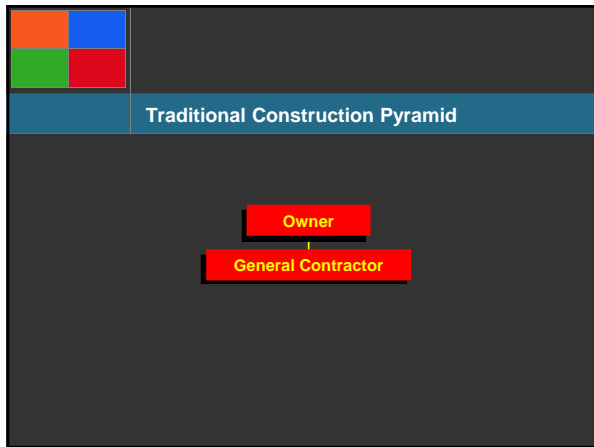 Traditional Construction Pyramid
Owner
General Contractor